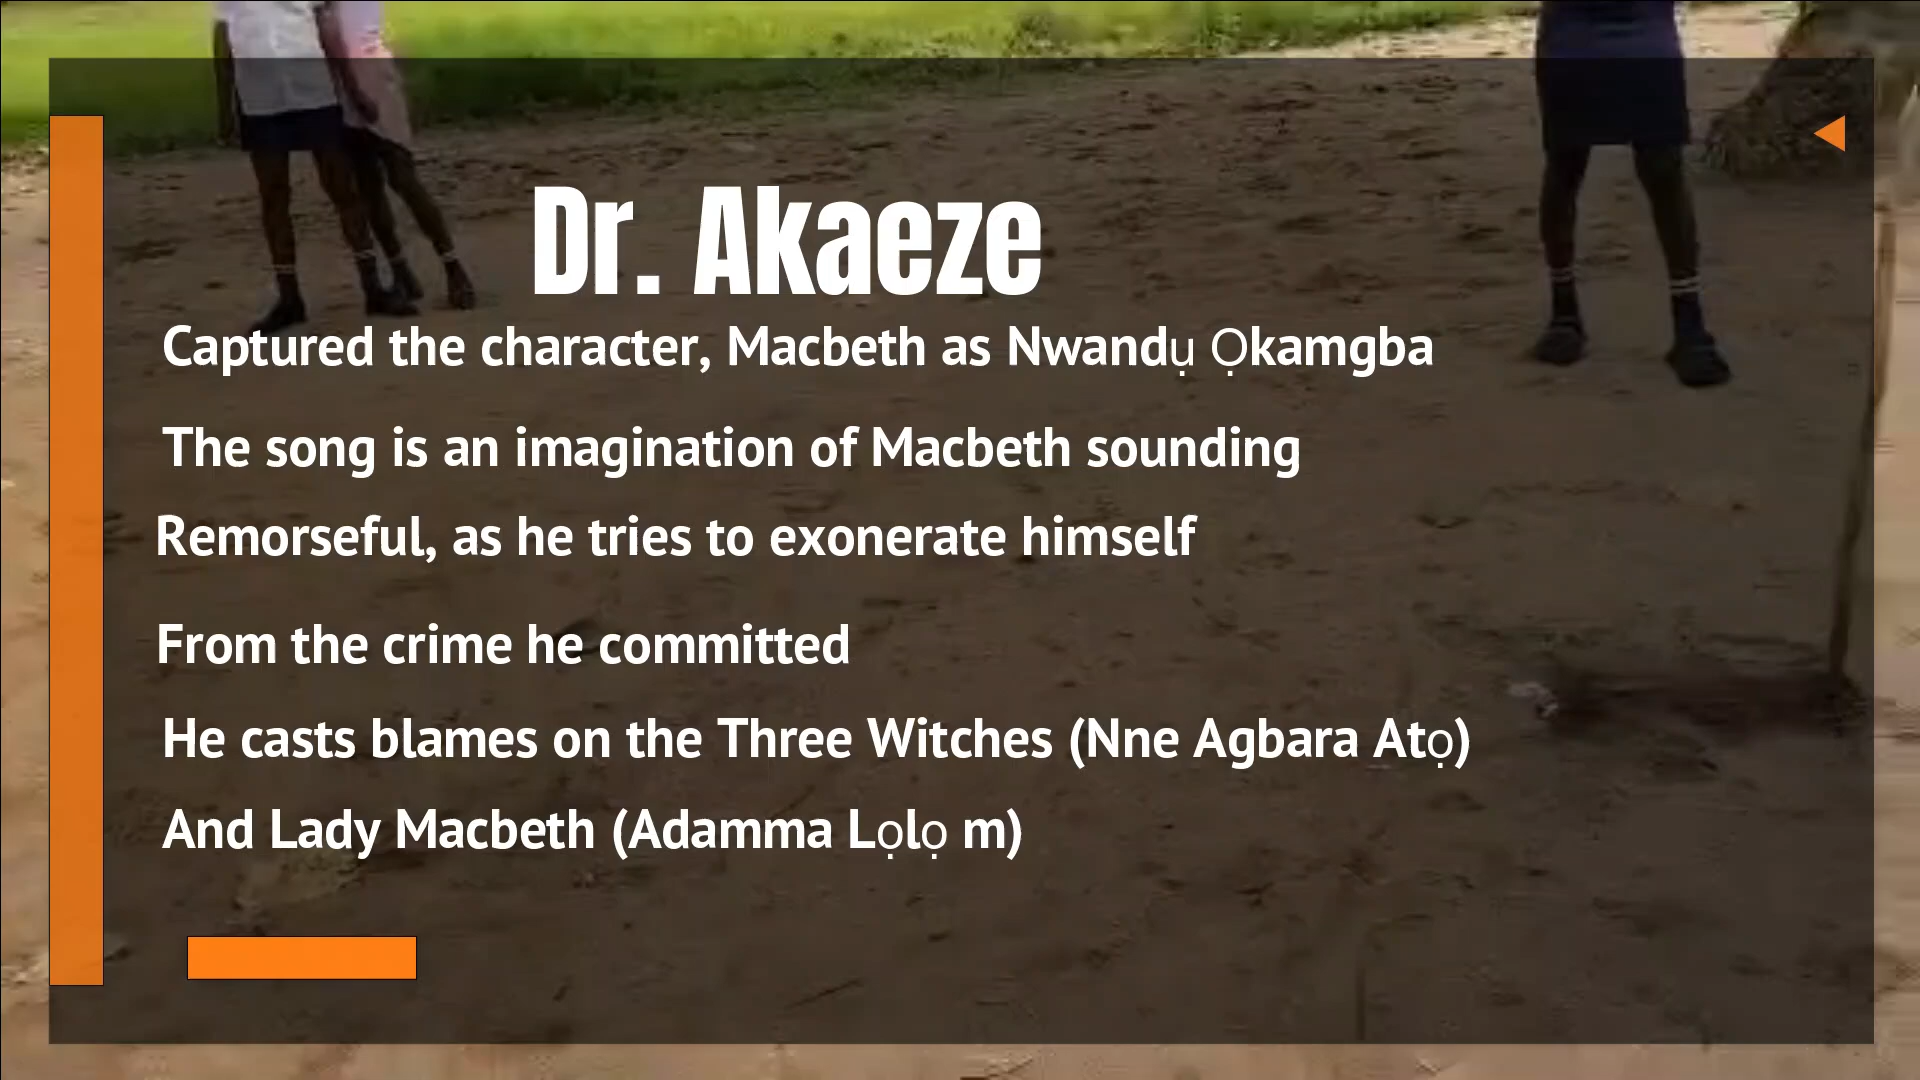 Dr. Akaeze
Captured the character, Macbeth as Nwandụ Ọkamgba
The song is an imagination of Macbeth sounding
Remorseful, as he tries to exonerate himself
From the crime he committed
He casts blames on the Three Witches (Nne Agbara Atọ)
And Lady Macbeth (Adamma Lọlọ m)